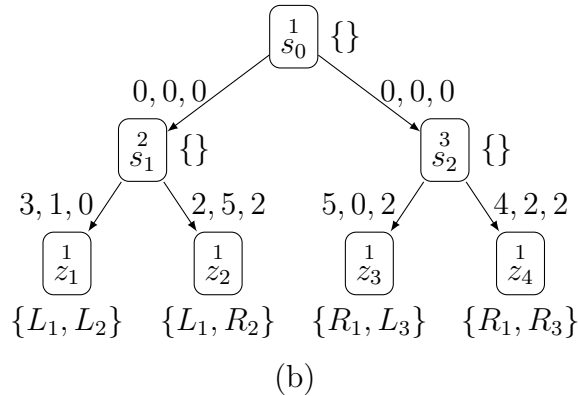 1
s₀ {}
0, 0, 0 0, 0, 0
2 3
s₁ {} s₂ {}
3, 1, 0 2, 5, 2 5, 0, 2 4, 2, 2
1 1 1 1
z₁ z₂ z₃ z₄
{L₁, L₂} {L₁, R₂} {R₁, L₃} {R₁, R₃}
(b)